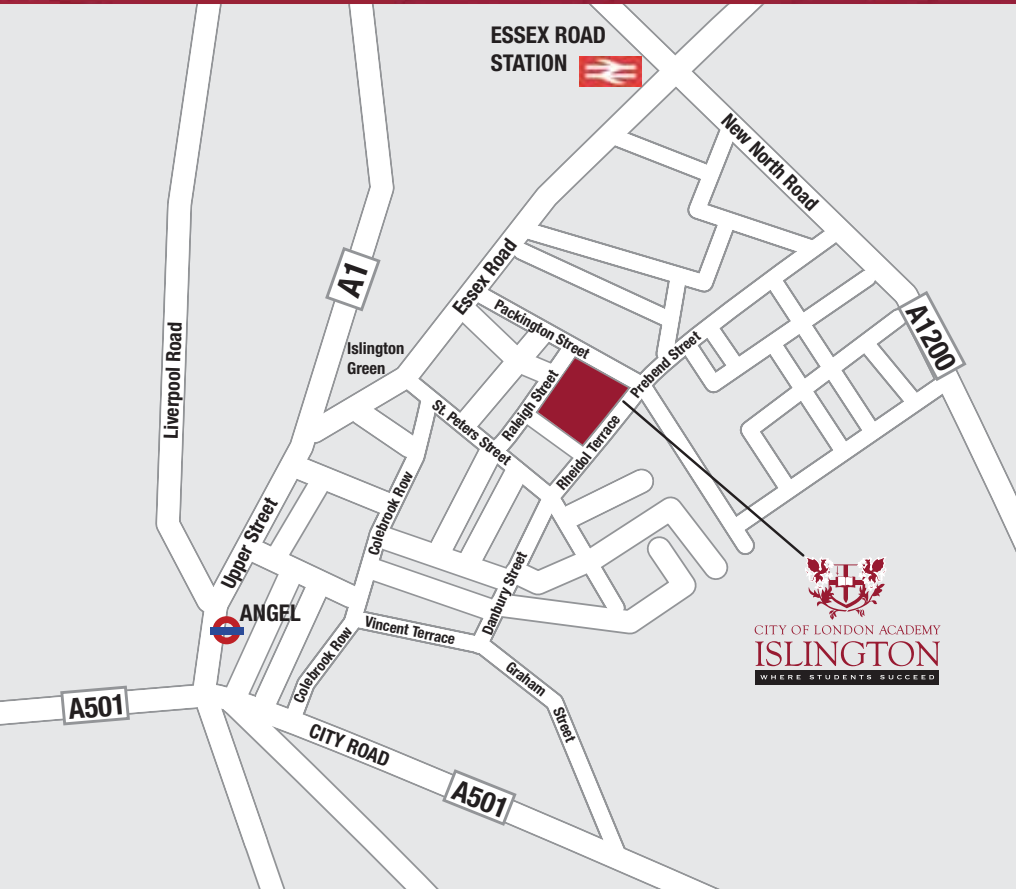 ESSEX ROAD
STATION
New North Road
A1
Essex Road
A1200
Packington Street
Islington
Green
Liverpool Road
Prebend Street
Raleigh Street
St. Peters Street
Rheidol Terrace
Colebrook Row
Upper Street
Danbury Street
ANGEL
Vincent Terrace
Colebrook Row
Graham
Street
CITY OF LONDON ACADEMY
ISLINGTON
WHERE STUDENTS SUCCEED
A501
CITY ROAD
A501